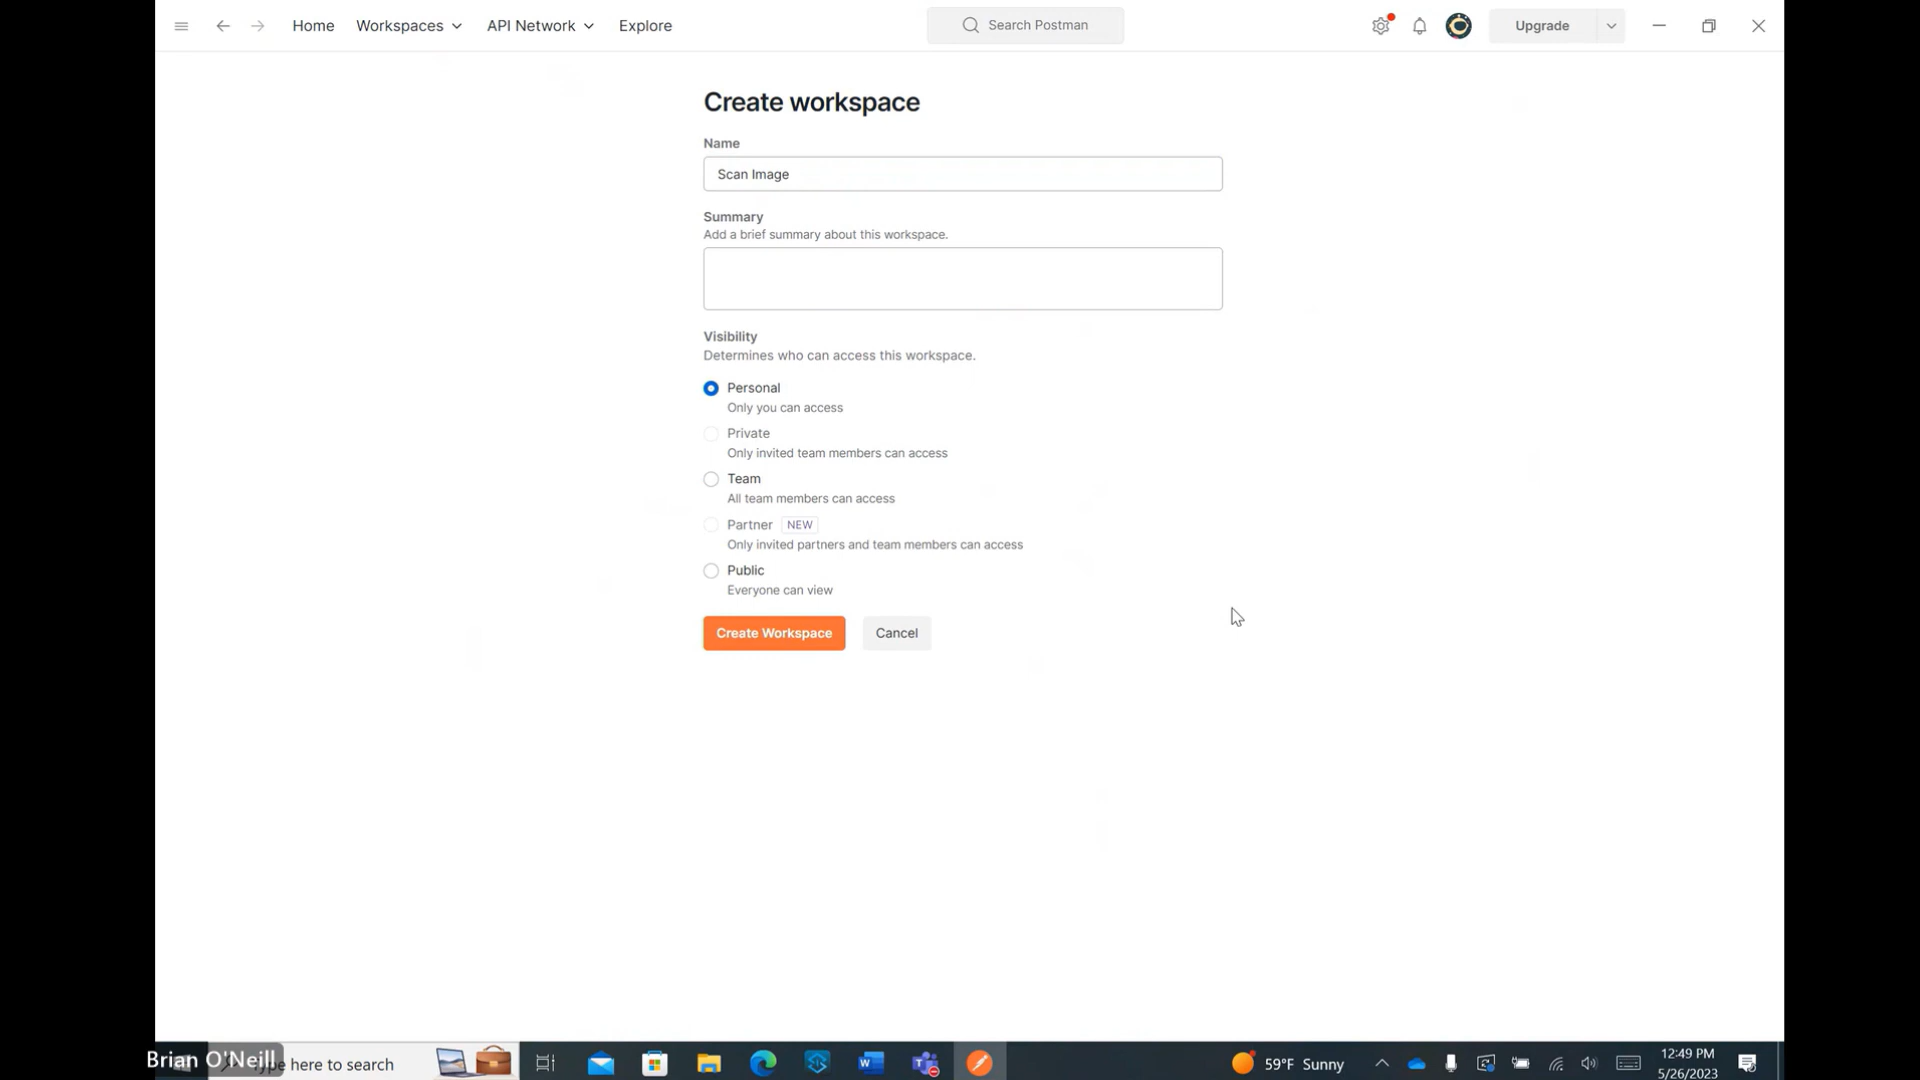 Home Workspaces API Network Explore Search Postman Upgrade
Create workspace
Name
Scan Image
Summary
Add a brief summary about this workspace.
Visibility
Determines who can access this workspace.
Personal
Only you can access
Private
Only invited team members can access
Team
All team members can access
Partner NEW
Only invited partners and team members can access
Public
Everyone can view
Create Workspace Cancel
Brian O'Neill here to search 59°F Sunny 12:49 PM
5/26/2023